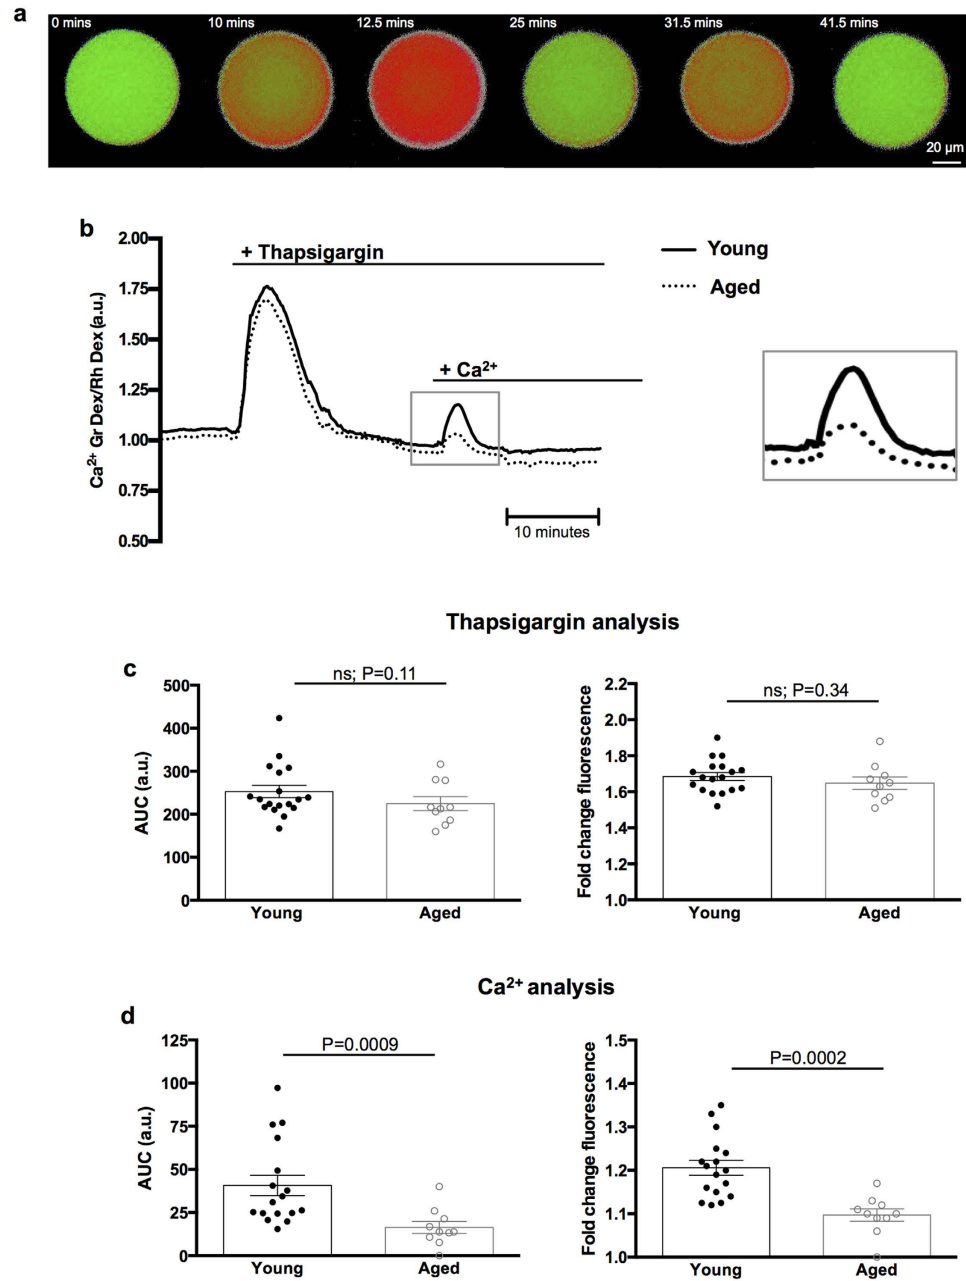 a
0 mins 10 mins 12.5 mins 25 mins 31.5 mins 41.5 mins
20 µm
b
2.00
1.75
1.50
1.25
1.00
0.75
0.50
Ca²⁺ Gr Dex/Rh Dex (a.u.)
+ Thapsigargin
+ Ca²⁺
10 minutes
Young
Aged
Thapsigargin analysis
c
500
400
300
200
100
0
AUC (a.u.)
ns; P=0.11
Young Aged
2.2
2.0
1.8
1.6
1.4
1.2
1.0
Fold change fluorescence
ns; P=0.34
Young Aged
Ca²⁺ analysis
d
125
100
75
50
25
0
AUC (a.u.)
P=0.0009
Young Aged
1.5
1.4
1.3
1.2
1.1
1.0
Fold change fluorescence
P=0.0002
Young Aged